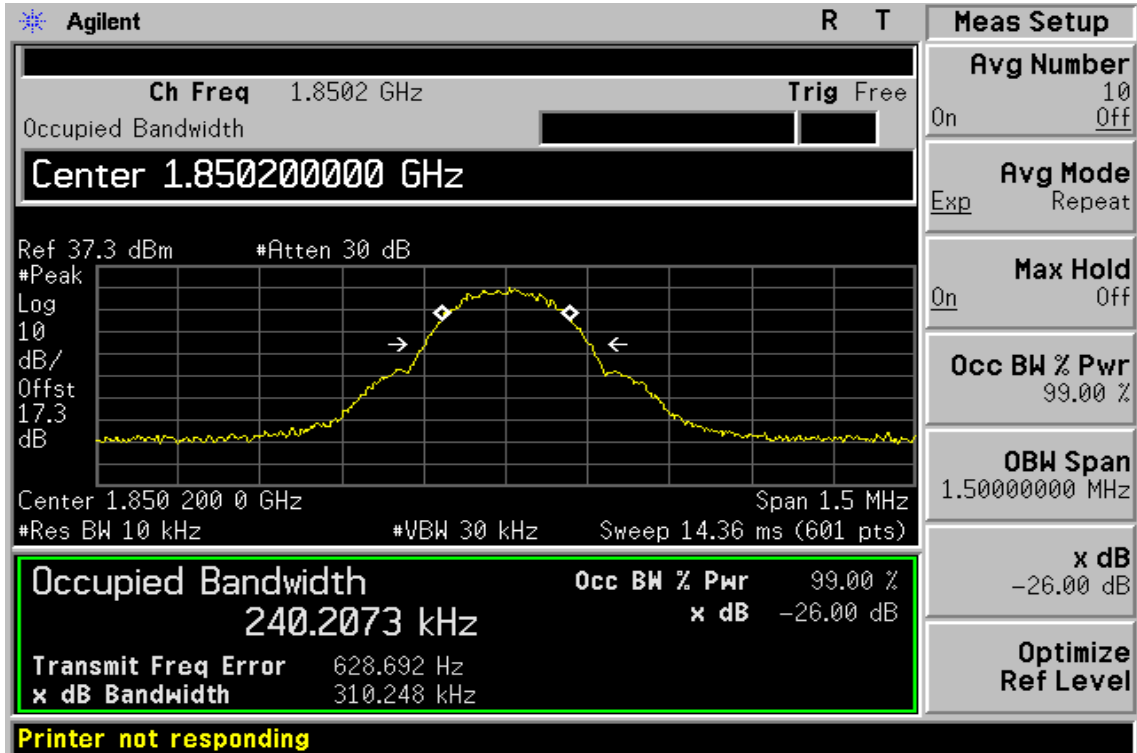 Agilent R T
Ch Freq 1.8502 GHz Trig Free
Occupied Bandwidth
Center 1.850200000 GHz
Ref 37.3 dBm #Atten 30 dB
#Peak
Log
10
dB/
Offst
17.3
dB
Center 1.850 200 0 GHz Span 1.5 MHz
#Res BW 10 kHz #VBW 30 kHz Sweep 14.36 ms (601 pts)
Occupied Bandwidth Occ BW % Pwr 99.00 %
240.2073 kHz x dB -26.00 dB
Transmit Freq Error 628.692 Hz
x dB Bandwidth 310.248 kHz
Printer not responding
Meas Setup
Avg Number
10
On Off
Avg Mode
Exp Repeat
Max Hold
On Off
Occ BW % Pwr
99.00 %
OBW Span
1.50000000 MHz
x dB
-26.00 dB
Optimize
Ref Level